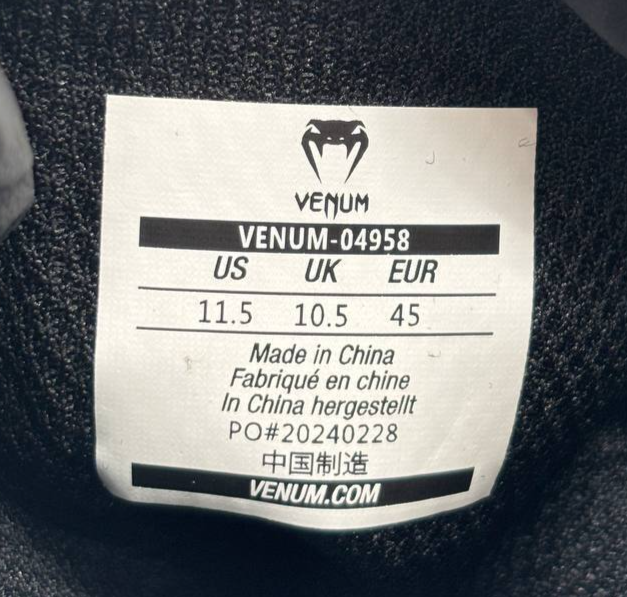 VENUM
VENUM-04958
US UK EUR
11.5 10.5 45
Made in China
Fabriqué en chine
In China hergestellt
PO#20240228
中国制造
VENUM.COM